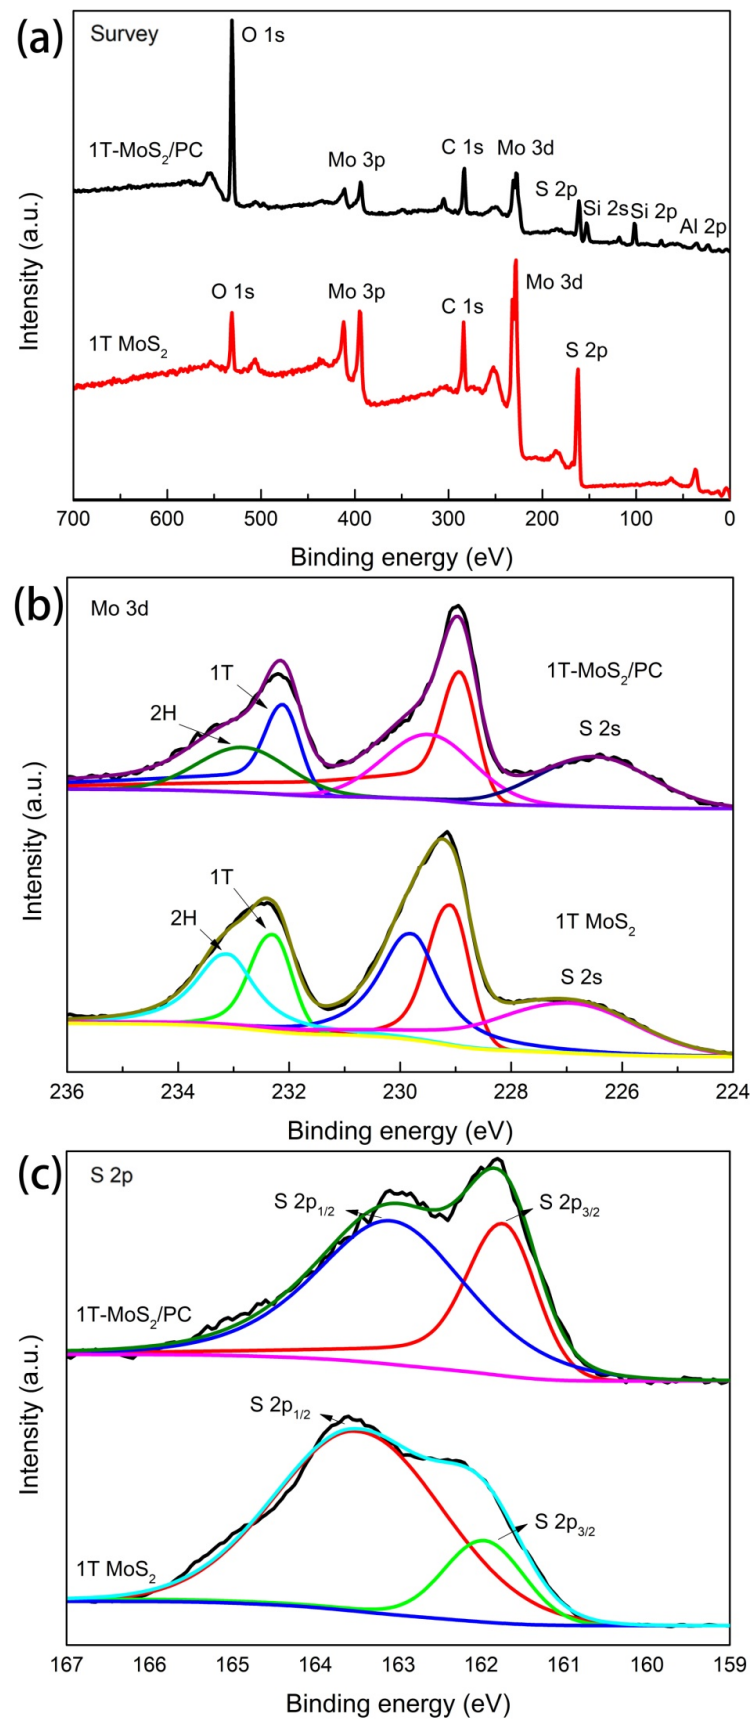 (a)
Survey
O 1s
1T-MoS₂/PC
Mo 3p
C 1s
Mo 3d
S 2p
Si 2s
Si 2p
Al 2p
O 1s
Mo 3p
C 1s
Mo 3d
S 2p
1T MoS₂
Intensity (a.u.)
700 600 500 400 300 200 100 0
Binding energy (eV)
(b)
Mo 3d
1T
2H
1T-MoS₂/PC
S 2s
1T
2H
1T MoS₂
S 2s
Intensity (a.u.)
236 234 232 230 228 226 224
Binding energy (eV)
(c)
S 2p
S 2p₁/₂
S 2p₃/₂
1T-MoS₂/PC
S 2p₁/₂
S 2p₃/₂
1T MoS₂
Intensity (a.u.)
167 166 165 164 163 162 161 160 159
Binding energy (eV)